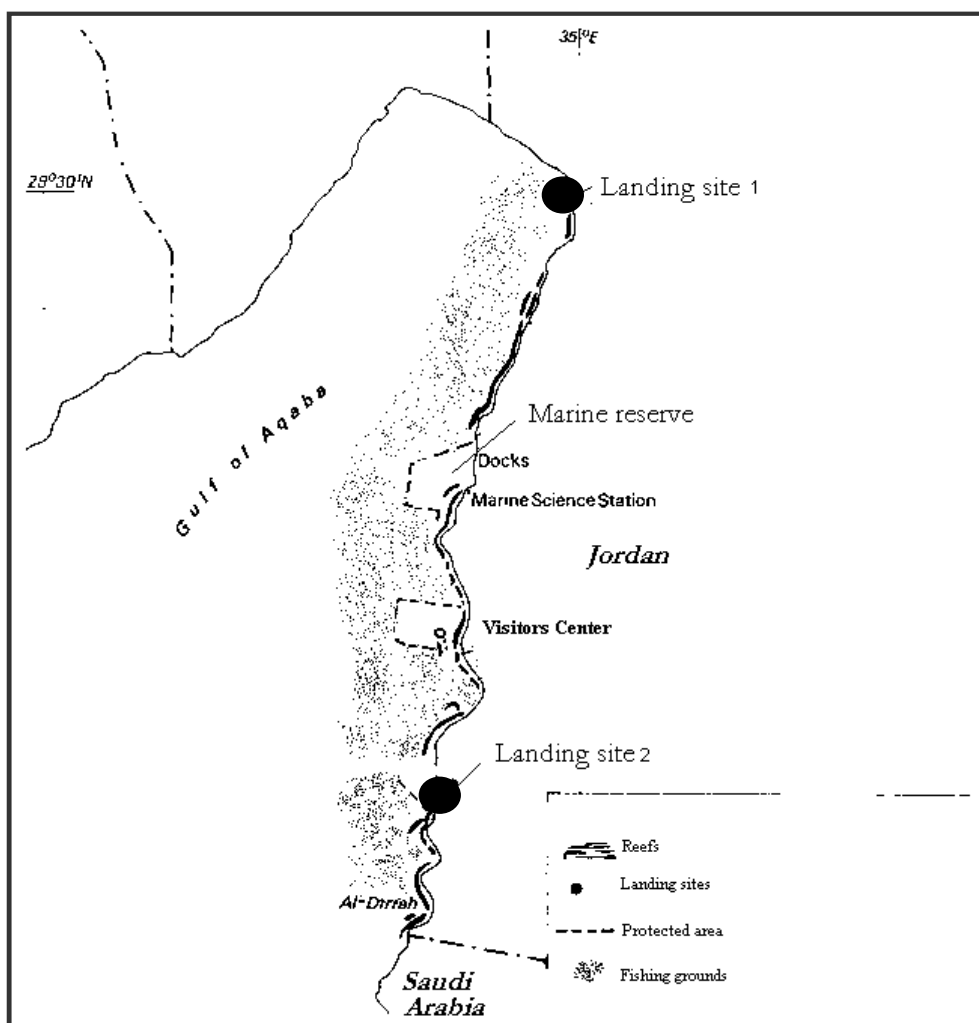 35°E
29°30'N
Landing site 1
Gulf of Aqaba
Marine reserve
Docks
Marine Science Station
Jordan
Visitors Center
Landing site 2
Reefs
Landing sites
Al-Dirrah
Protected area
Fishing grounds
Saudi
Arabia